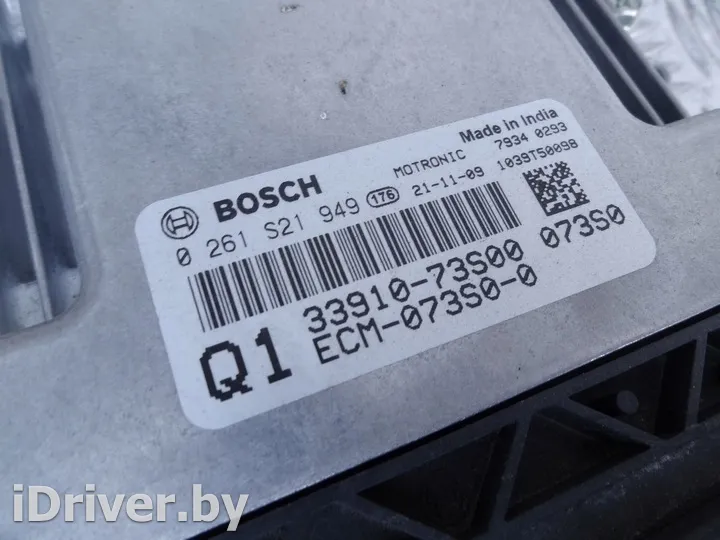 Made in India
BOSCH MOTRONIC 7934 0293
0 261 S21 949 176 21-11-09 1039T50098
33910-73S00 073S0
Q1 ECM-073S0-0
iDriver.by